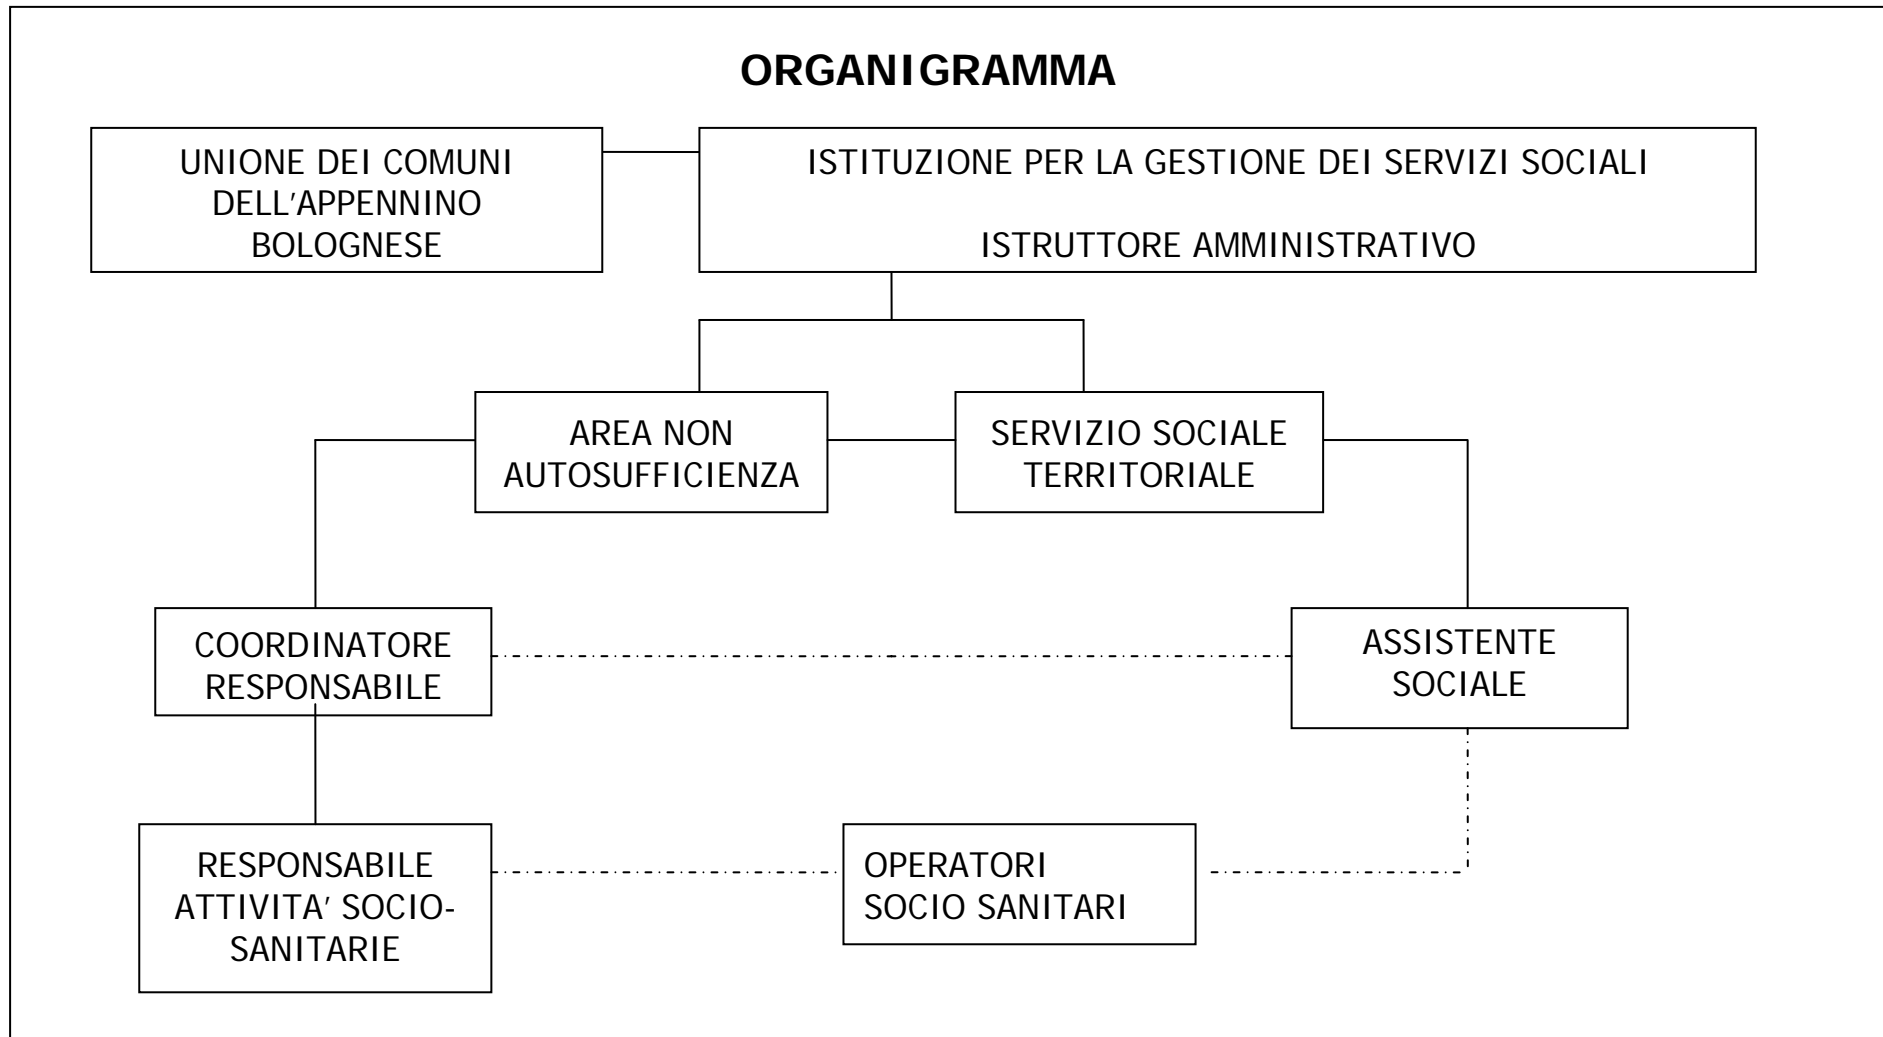 ORGANIGRAMMA
UNIONE DEI COMUNI
DELL'APPENNINO
BOLOGNESE
ISTITUZIONE PER LA GESTIONE DEI SERVIZI SOCIALI
ISTRUTTORE AMMINISTRATIVO
AREA NON
AUTOSUFFICIENZA
SERVIZIO SOCIALE
TERRITORIALE
COORDINATORE
RESPONSABILE
ASSISTENTE
SOCIALE
RESPONSABILE
ATTIVITA' SOCIO-
SANITARIE
OPERATORI
SOCIO SANITARI